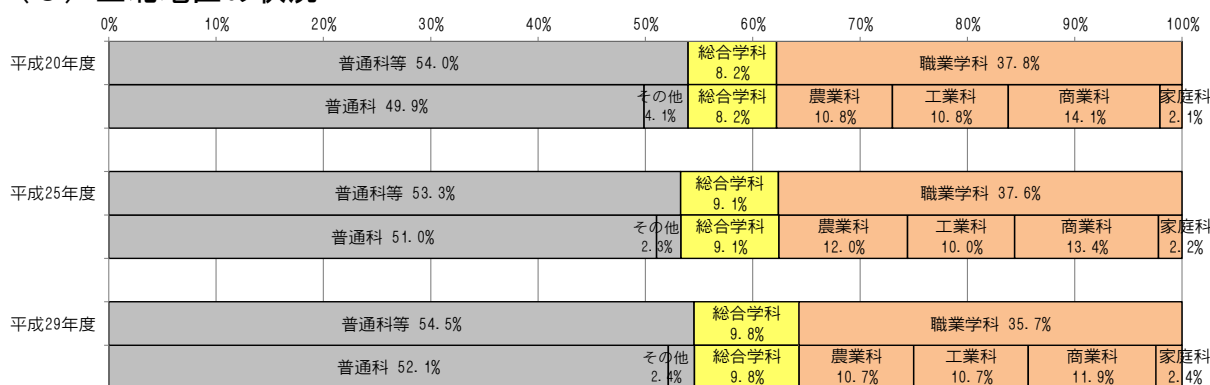 0% 10% 20% 30% 40% 50% 60% 70% 80% 90% 100%
平成20年度
普通科等 54.0%
総合学科
8.2%
職業学科 37.8%
普通科 49.9%
その他
4.1%
総合学科
8.2%
農業科
10.8%
工業科
10.8%
商業科
14.1%
家庭科
2.1%
平成25年度
普通科等 53.3%
総合学科
9.1%
職業学科 37.6%
普通科 51.0%
その他
2.3%
総合学科
9.1%
農業科
12.0%
工業科
10.0%
商業科
13.4%
家庭科
2.2%
平成29年度
普通科等 54.5%
総合学科
9.8%
職業学科 35.7%
普通科 52.1%
その他
2.4%
総合学科
9.8%
農業科
10.7%
工業科
10.7%
商業科
11.9%
家庭科
2.4%